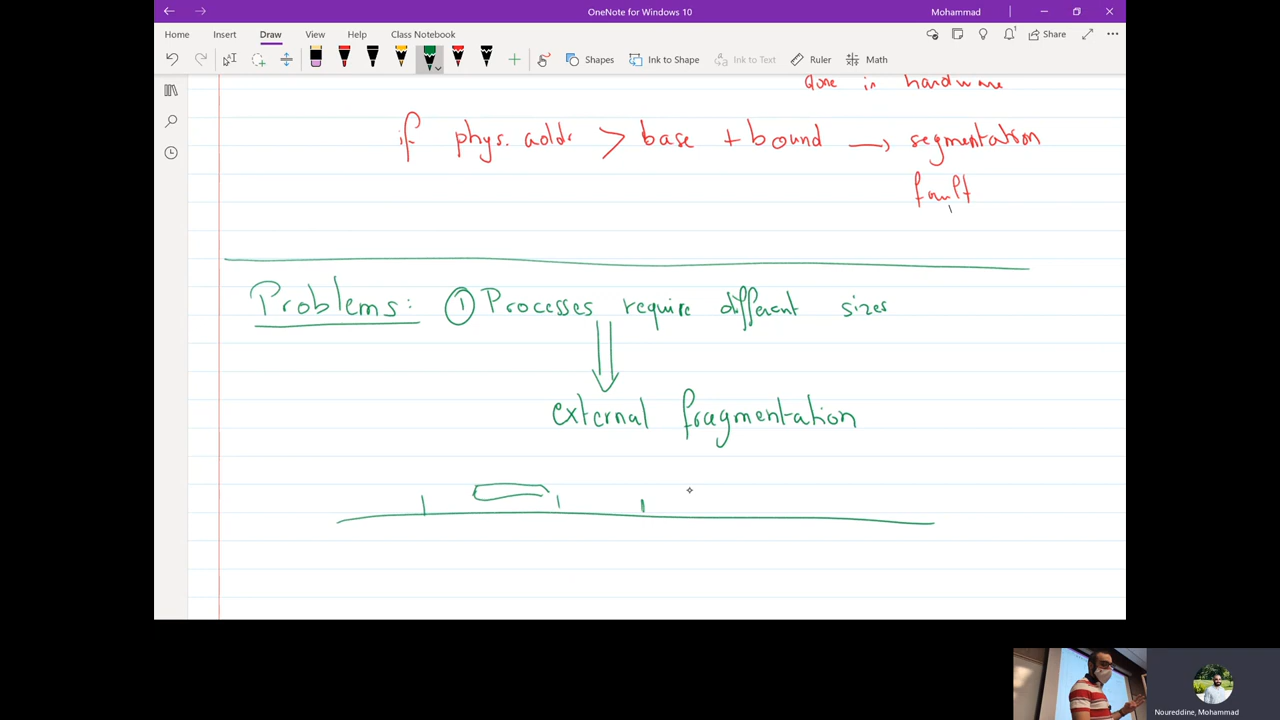 OneNote for Windows 10
Mohammad
Home Insert Draw View Help Class Notebook
Share
Shapes Ink to Shape Ink to Text Ruler Math
done in hardware
if phys. addr > base + bound → segmentation
fault
Problems: ① Processes require different sizes
external fragmentation
Noureddine, Mohammad